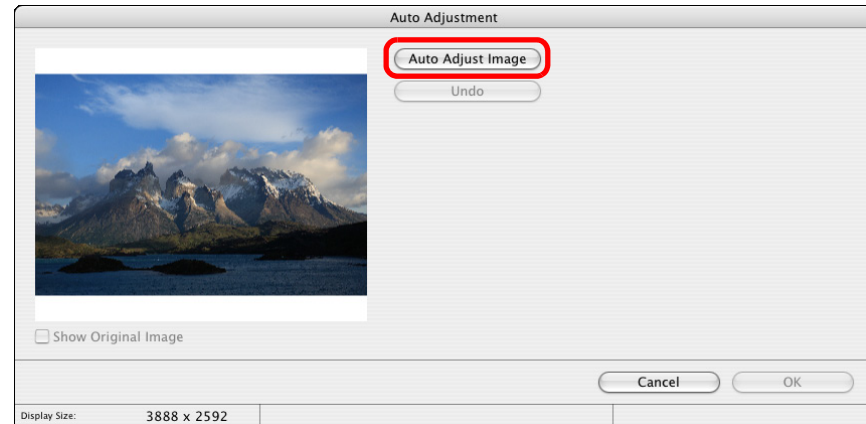 Auto Adjustment
Auto Adjust Image
Undo
Show Original Image
Cancel
OK
Display Size:
3888 x 2592